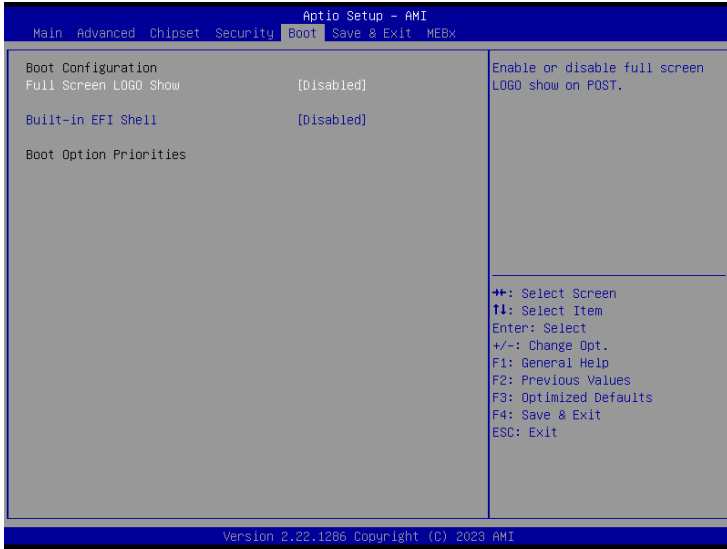 Aptio Setup - AMI
Main Advanced Chipset Security Boot Save & Exit MEBx
Boot Configuration
Full Screen LOGO Show [Disabled]
Built-in EFI Shell [Disabled]
Boot Option Priorities
Enable or disable full screen
LOGO show on POST.
→←: Select Screen
↑↓: Select Item
Enter: Select
+/-: Change Opt.
F1: General Help
F2: Previous Values
F3: Optimized Defaults
F4: Save & Exit
ESC: Exit
Version 2.22.1286 Copyright (C) 2023 AMI